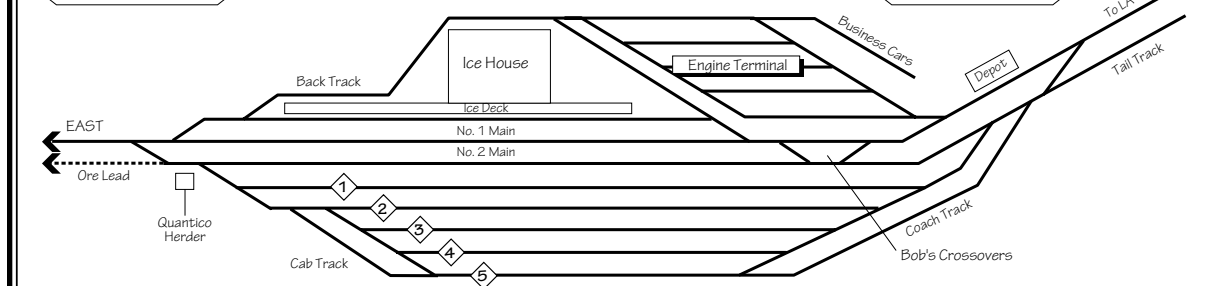 To LA
Business Cars
Tail Track
Depot
Ice House
Engine Terminal
Back Track
Ice Deck
EAST
No. 1 Main
No. 2 Main
Ore Lead
1
2
3
4
5
Quantico
Herder
Coach Track
Bob's Crossovers
Cab Track